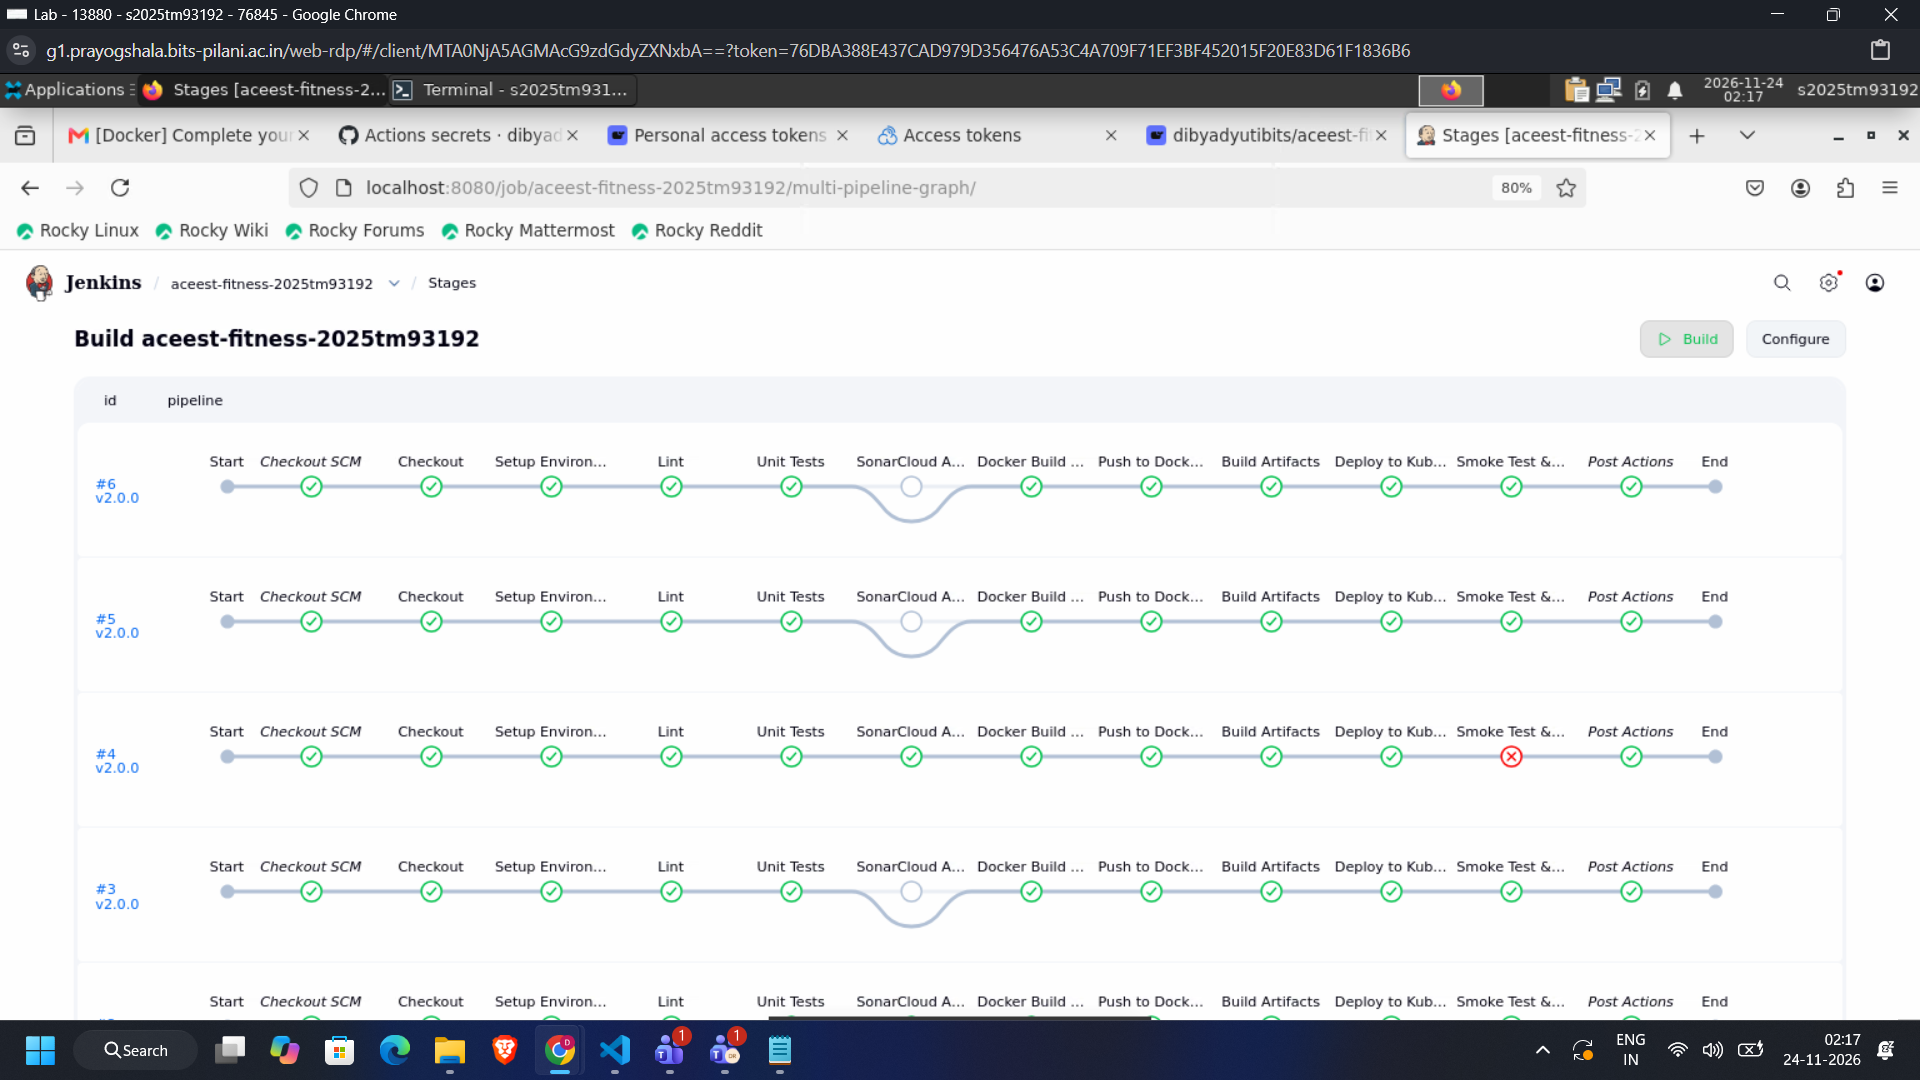 Lab - 13880 - s2025tm93192 - 76845 - Google Chrome
g1.prayogshala.bits-pilani.ac.in/web-rdp/#/client/MTA0NjA5AGMAcG9zdGdyZXNxbA==?token=76DBA388E437CAD979D356476A53C4A709F71EF3BF452015F20E83D61F1836B6
Applications Stages [aceest-fitness-2... Terminal - s2025tm931... 2026-11-24 02:17 s2025tm93192
[Docker] Complete your Actions secrets · dibyad Personal access tokens Access tokens dibyadyutibits/aceest-fi Stages [aceest-fitness-2
localhost:8080/job/aceest-fitness-2025tm93192/multi-pipeline-graph/ 80%
Rocky Linux Rocky Wiki Rocky Forums Rocky Mattermost Rocky Reddit
Jenkins / aceest-fitness-2025tm93192 / Stages
Build aceest-fitness-2025tm93192 Build Configure
id pipeline
Start Checkout SCM Checkout Setup Environ... Lint Unit Tests SonarCloud A... Docker Build ... Push to Dock... Build Artifacts Deploy to Kub... Smoke Test &... Post Actions End
#6
v2.0.0
Start Checkout SCM Checkout Setup Environ... Lint Unit Tests SonarCloud A... Docker Build ... Push to Dock... Build Artifacts Deploy to Kub... Smoke Test &... Post Actions End
#5
v2.0.0
Start Checkout SCM Checkout Setup Environ... Lint Unit Tests SonarCloud A... Docker Build ... Push to Dock... Build Artifacts Deploy to Kub... Smoke Test &... Post Actions End
#4
v2.0.0
Start Checkout SCM Checkout Setup Environ... Lint Unit Tests SonarCloud A... Docker Build ... Push to Dock... Build Artifacts Deploy to Kub... Smoke Test &... Post Actions End
#3
v2.0.0
Start Checkout SCM Checkout Setup Environ... Lint Unit Tests SonarCloud A... Docker Build ... Push to Dock... Build Artifacts Deploy to Kub... Smoke Test &... Post Actions End
Search 1 1 ENG IN 02:17 24-11-2026